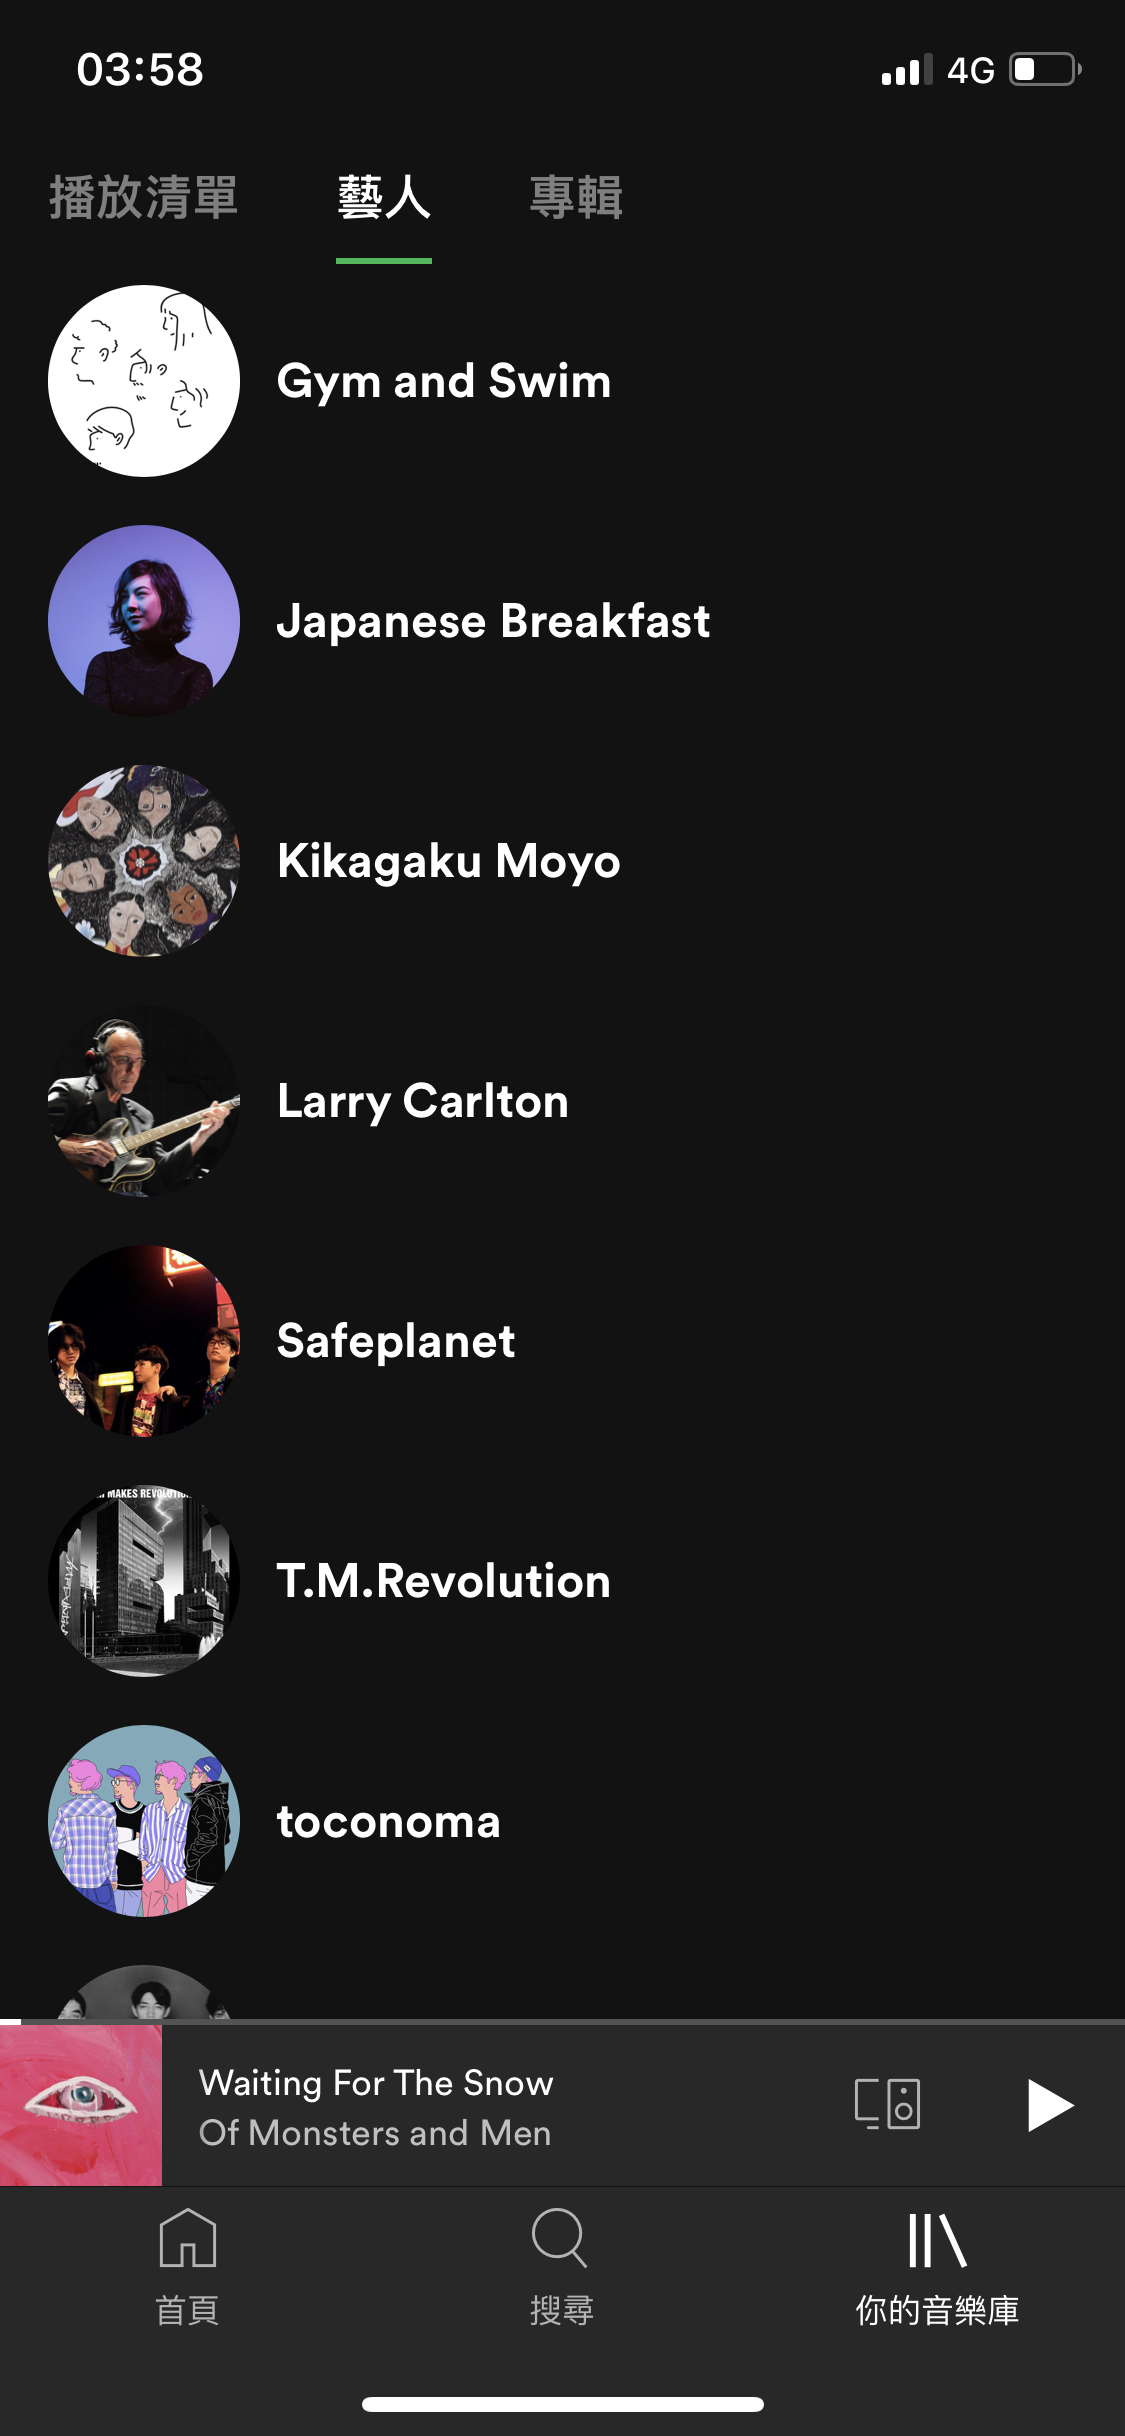 03:58
4G
播放清單 藝人 專輯
Gym and Swim
Japanese Breakfast
Kikagaku Moyo
Larry Carlton
Safeplanet
MAKES REVOLUTIO
T.M.Revolution
toconoma
Waiting For The Snow
Of Monsters and Men
首頁 搜尋 你的音樂庫